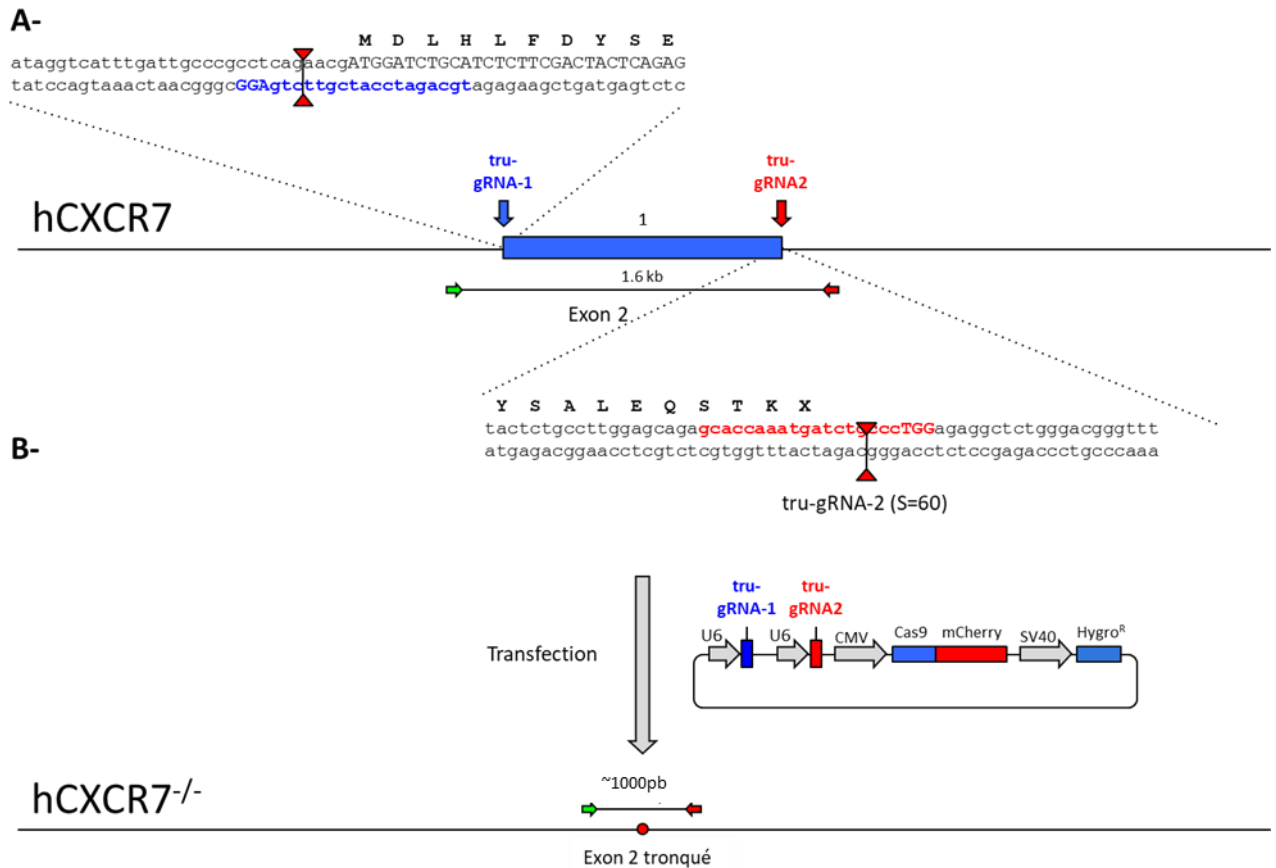 A-
M D L H L F D Y S E
ataggtcatttgattgcccgcctcagaacgATGGATCTGCATCTCTTCGACTACTCAGAG
tatccagtaaactaacgggcGGAgtcttgctacctagacgtagagaagctgatgagtctc
tru-
gRNA-1
tru-
gRNA2
hCXCR7
1
1.6 kb
Exon 2
Y S A L E Q S T K X
tactctgccttggagcagagcaccaaatgatctgcccTGGagaggctctgggacgggttt
atgagacggaacctcgtctcgtggtttactagacgggacctctccgagaccctgcccaaa
B-
tru-gRNA-2 (S=60)
tru-
gRNA-1
tru-
gRNA2
U6
U6
CMV
Cas9
mCherry
SV40
Hygroᴿ
Transfection
~1000pb
hCXCR7-/-
Exon 2 tronqué